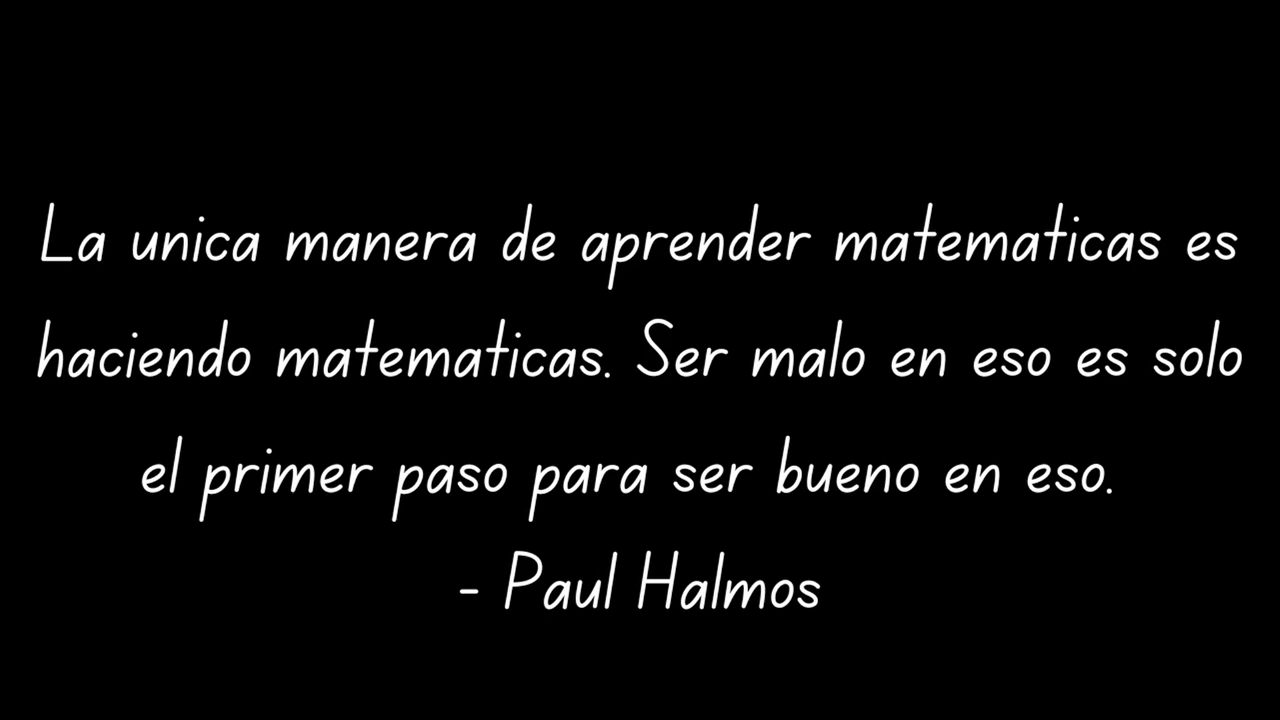 La unica manera de aprender matematicas es
haciendo matematicas. Ser malo en eso es solo
el primer paso para ser bueno en eso.
- Paul Halmos